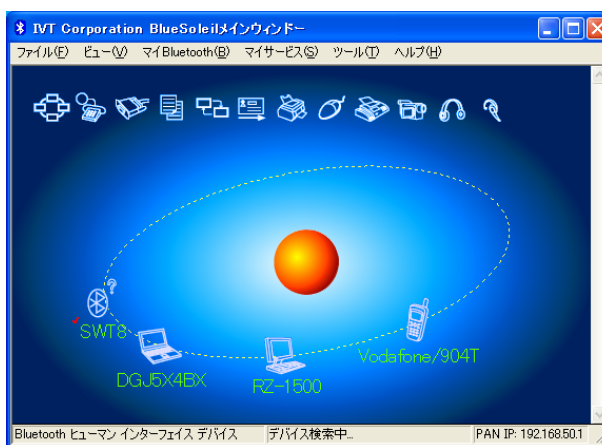 IVT Corporation BlueSoleilメインウィンドー
ファイル(F) ビュー(V) マイBluetooth(B) マイサービス(S) ツール(T) ヘルプ(H)
?
SWT8
DGJ5X4BX
RZ-1500
Vodafone/904T
Bluetooth ヒューマン インターフェイス デバイス デバイス検索中... PAN IP: 192.168.50.1